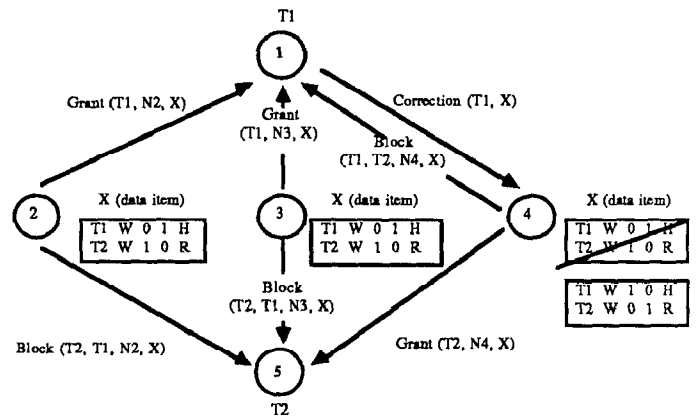 T1
1
Grant (T1, N2, X)
Grant
(T1, N3, X)
Correction (T1, X)
Block
(T1, T2, N4, X)
X (data item)
2
T1 W 0 1 H
T2 W 1 0 R
X (data item)
3
T1 W 0 1 H
T2 W 1 0 R
X (data item)
4
T1 W 0 1 H
T2 W 1 0 R
T1 W 1 0 H
T2 W 0 1 R
Block
(T2, T1, N3, X)
Block (T2, T1, N2, X)
Grant (T2, N4, X)
5
T2